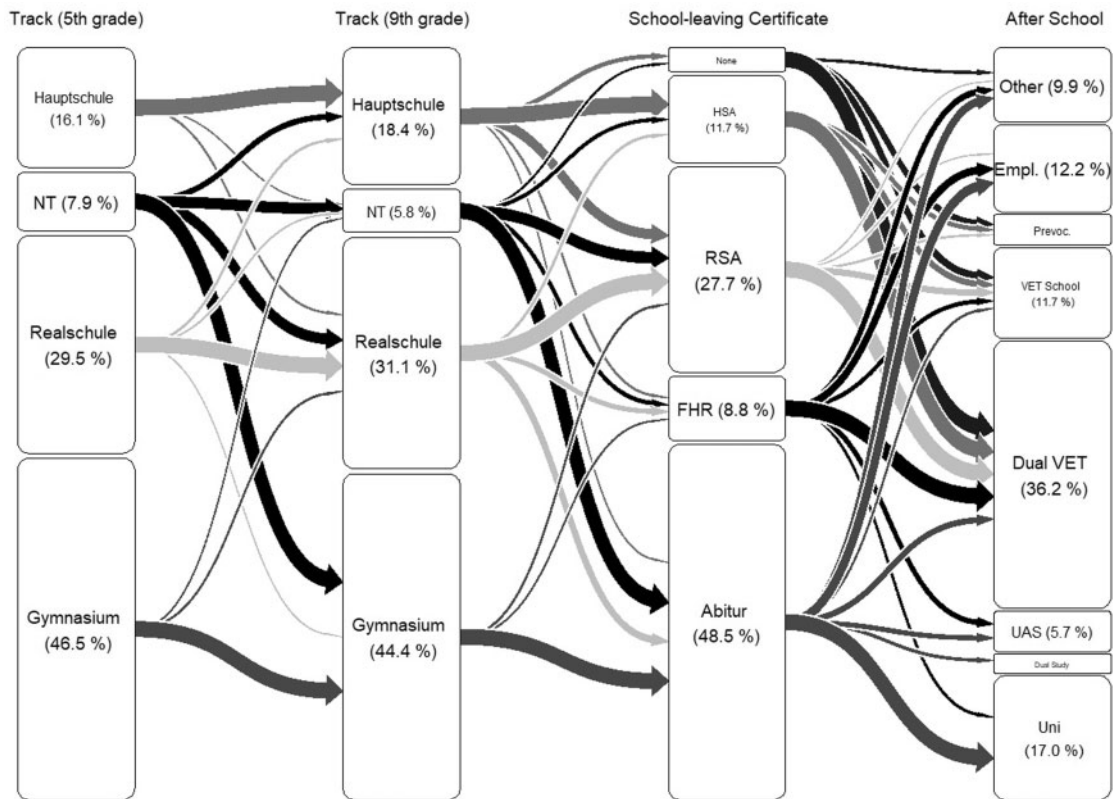 Track (5th grade)
Track (9th grade)
School-leaving Certificate
After School
Hauptschule
(16.1 %)
NT (7.9 %)
Realschule
(29.5 %)
Gymnasium
(46.5 %)
Hauptschule
(18.4 %)
NT (5.8 %)
Realschule
(31.1 %)
Gymnasium
(44.4 %)
None
HSA
(11.7 %)
RSA
(27.7 %)
FHR (8.8 %)
Abitur
(48.5 %)
Other (9.9 %)
Empl. (12.2 %)
Prevoc.
VET School
(11.7 %)
Dual VET
(36.2 %)
UAS (5.7 %)
Dual Study
Uni
(17.0 %)